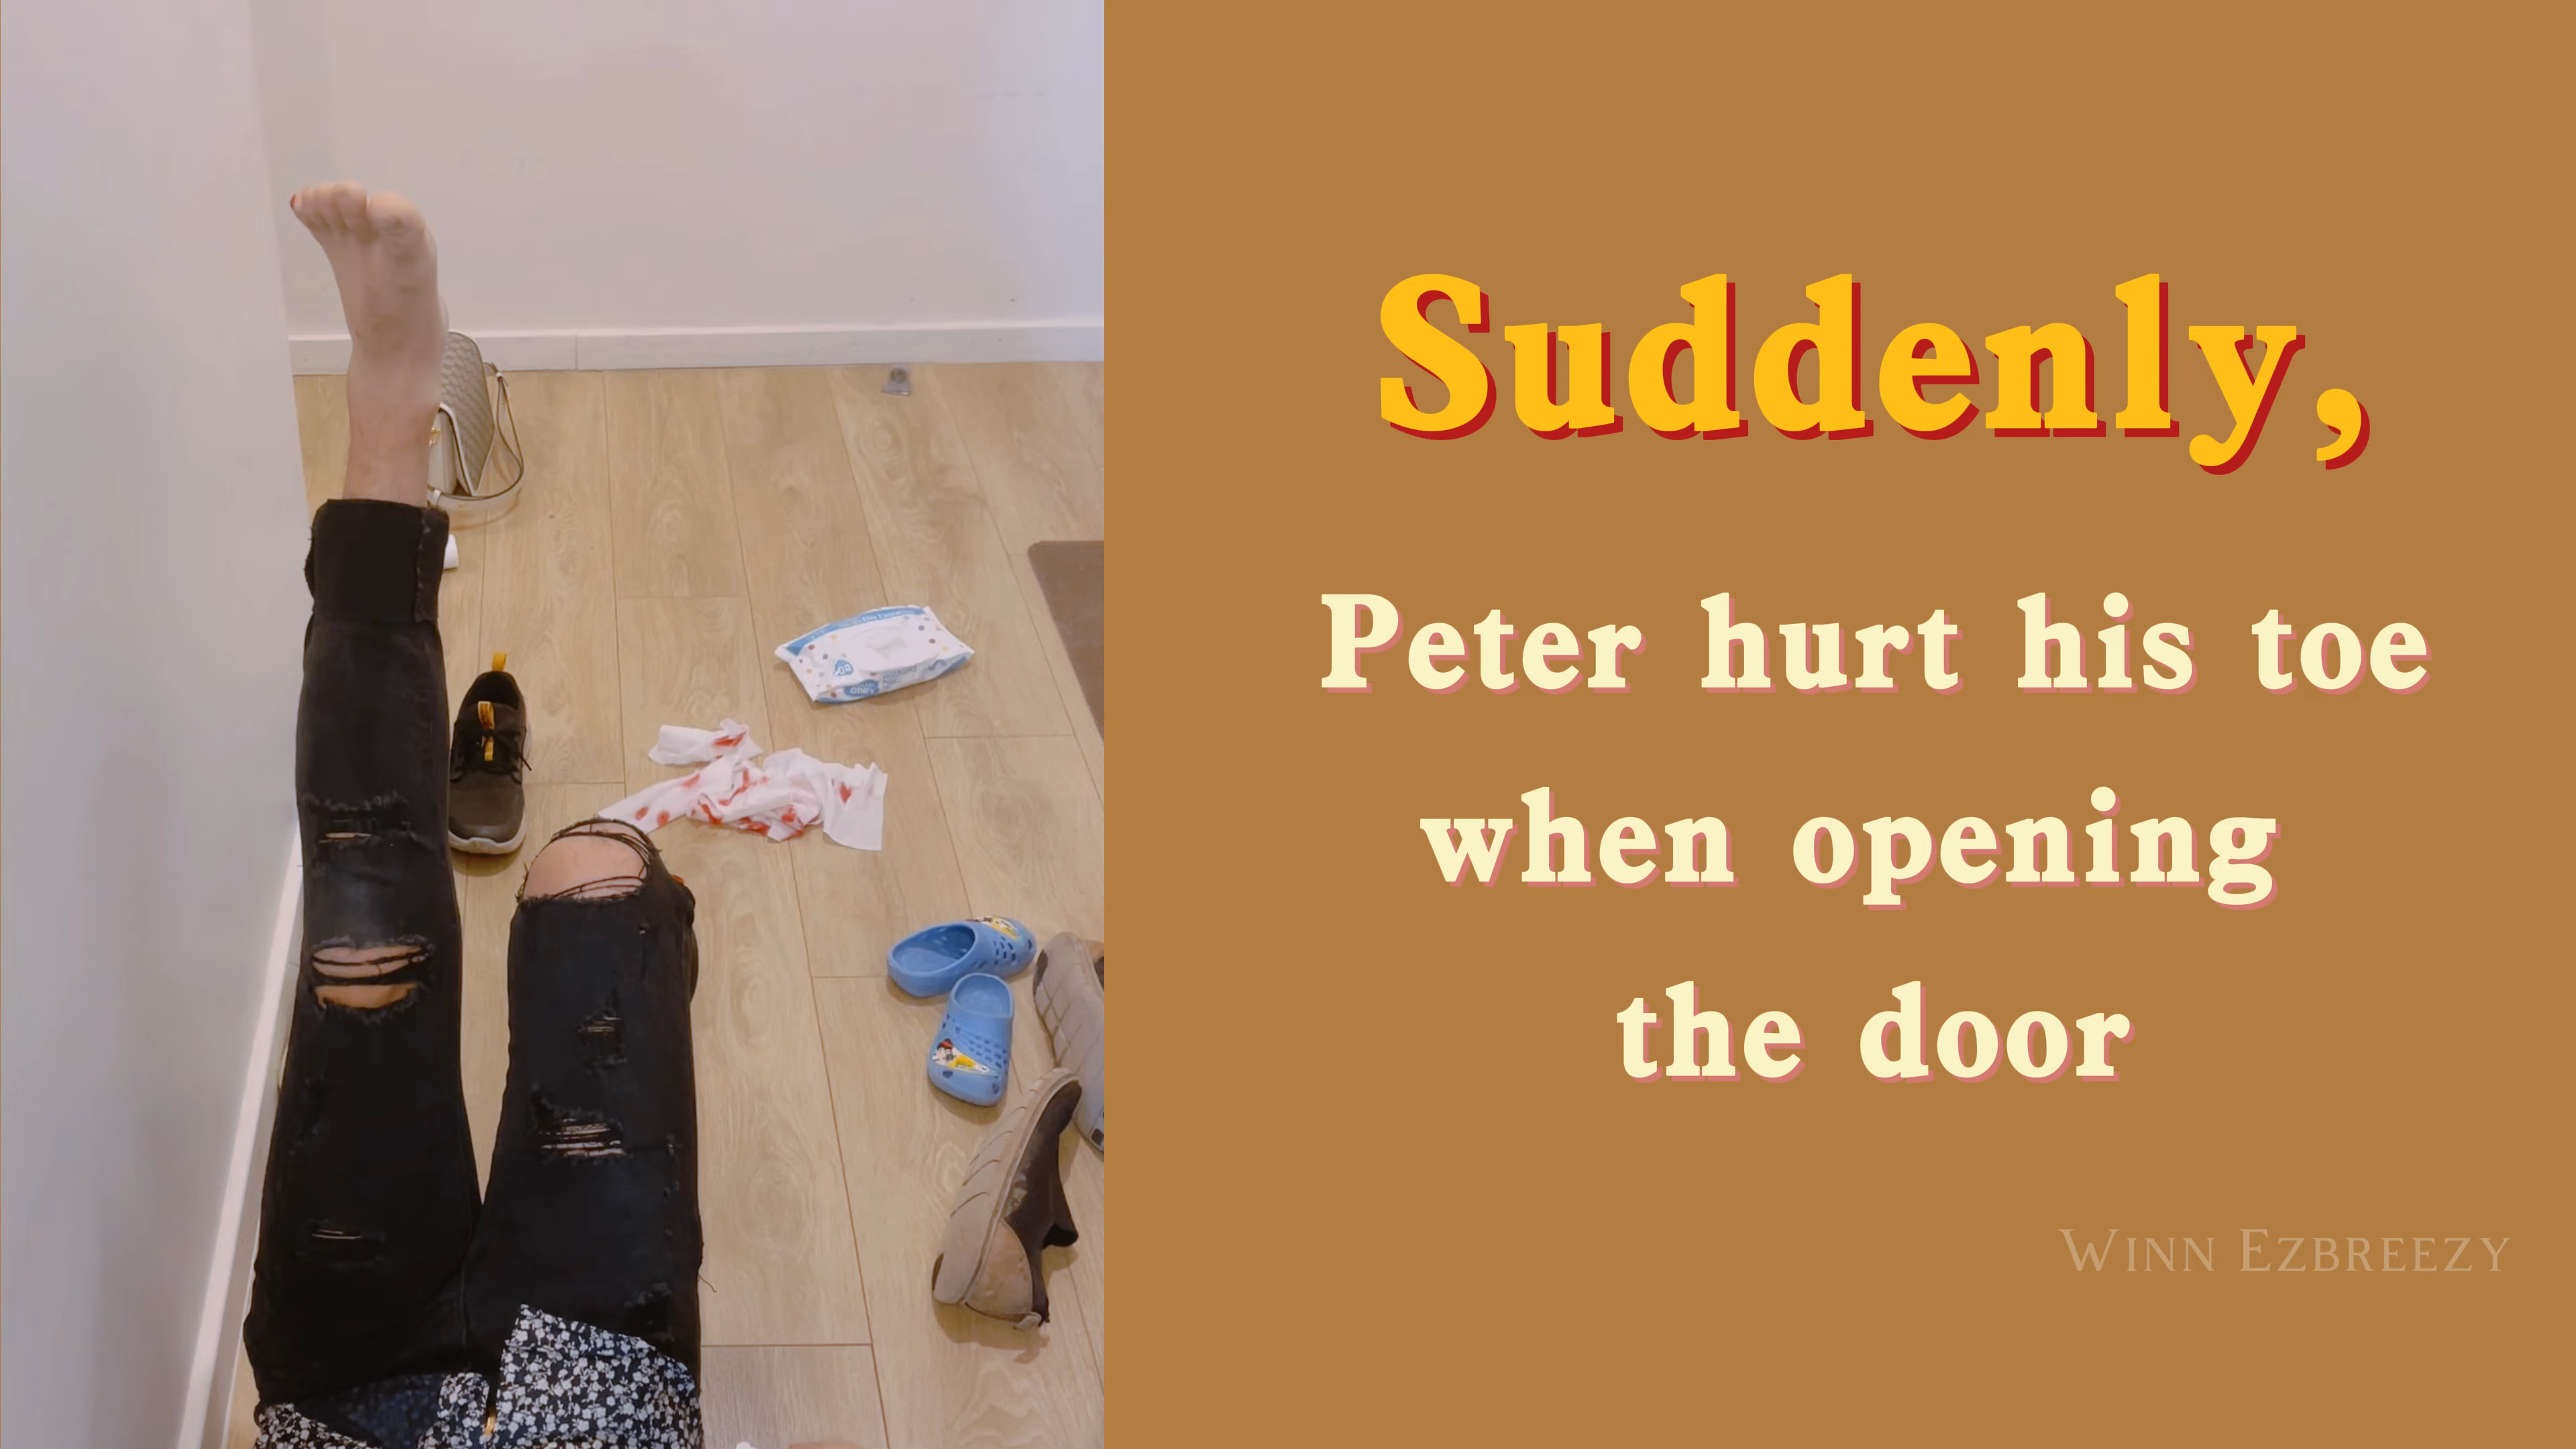 Suddenly,
Peter hurt his toe
when opening
the door
Winn Ezbreezy